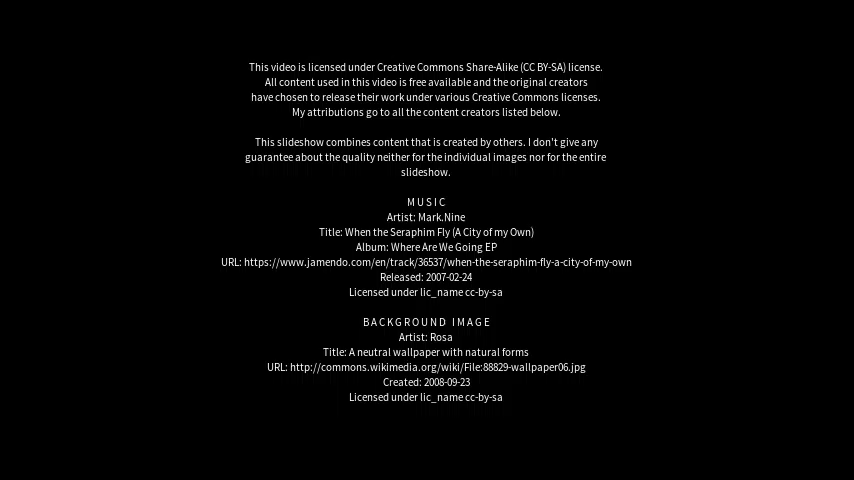 This video is licensed under Creative Commons Share-Alike (CC BY-SA) license.
All content used in this video is free available and the original creators
have chosen to release their work under various Creative Commons licenses.
My attributions go to all the content creators listed below.
This slideshow combines content that is created by others. I don't give any
guarantee about the quality neither for the individual images nor for the entire
slideshow.
MUSIC
Artist: Mark.Nine
Title: When the Seraphim Fly (A City of my Own)
Album: Where Are We Going EP
URL: https://www.jamendo.com/en/track/36537/when-the-seraphim-fly-a-city-of-my-own
Released: 2007-02-24
Licensed under lic_name cc-by-sa
BACKGROUND IMAGE
Artist: Rosa
Title: A neutral wallpaper with natural forms
URL: http://commons.wikimedia.org/wiki/File:88829-wallpaper06.jpg
Created: 2008-09-23
Licensed under lic_name cc-by-sa